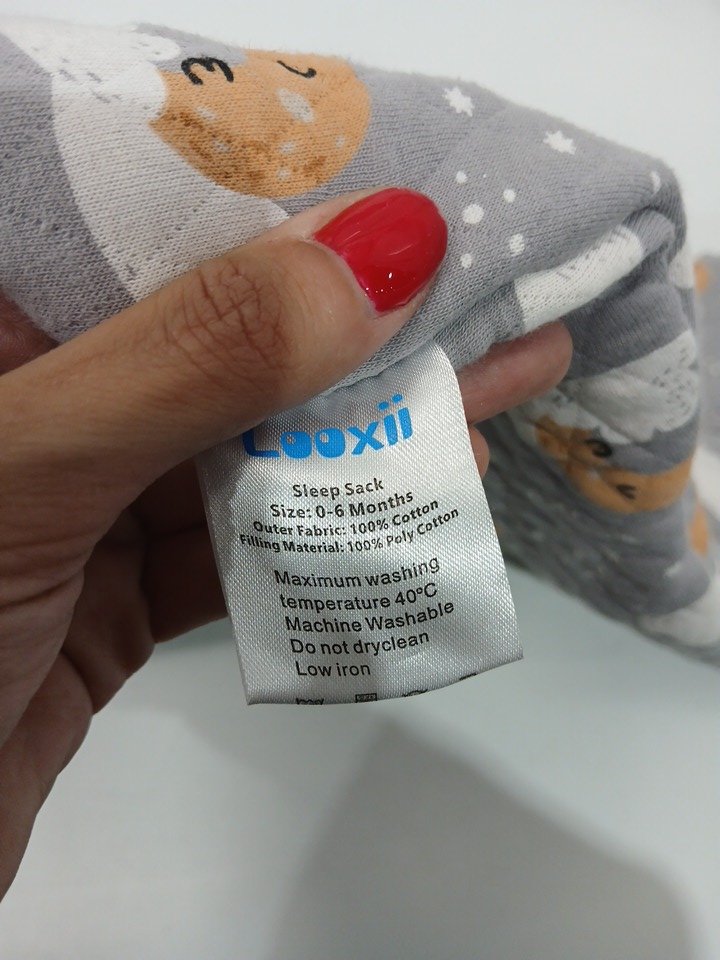 Looxii
Sleep Sack
Size: 0-6 Months
Outer Fabric: 100% Cotton
Filling Material: 100% Poly Cotton
Maximum washing
temperature 40°C
Machine Washable
Do not dryclean
Low iron